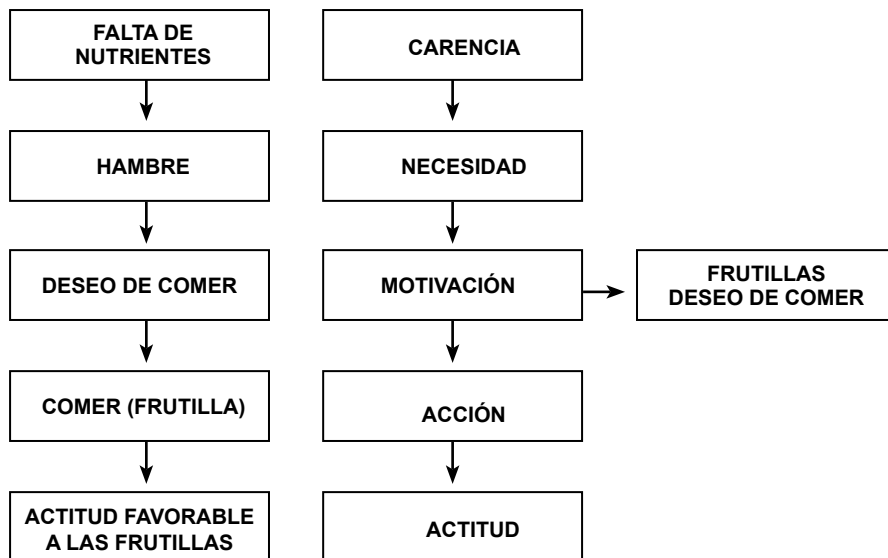 FALTA DE
NUTRIENTES
CARENCIA
HAMBRE
NECESIDAD
DESEO DE COMER
MOTIVACIÓN
FRUTILLAS
DESEO DE COMER
COMER (FRUTILLA)
ACCIÓN
ACTITUD FAVORABLE
A LAS FRUTILLAS
ACTITUD